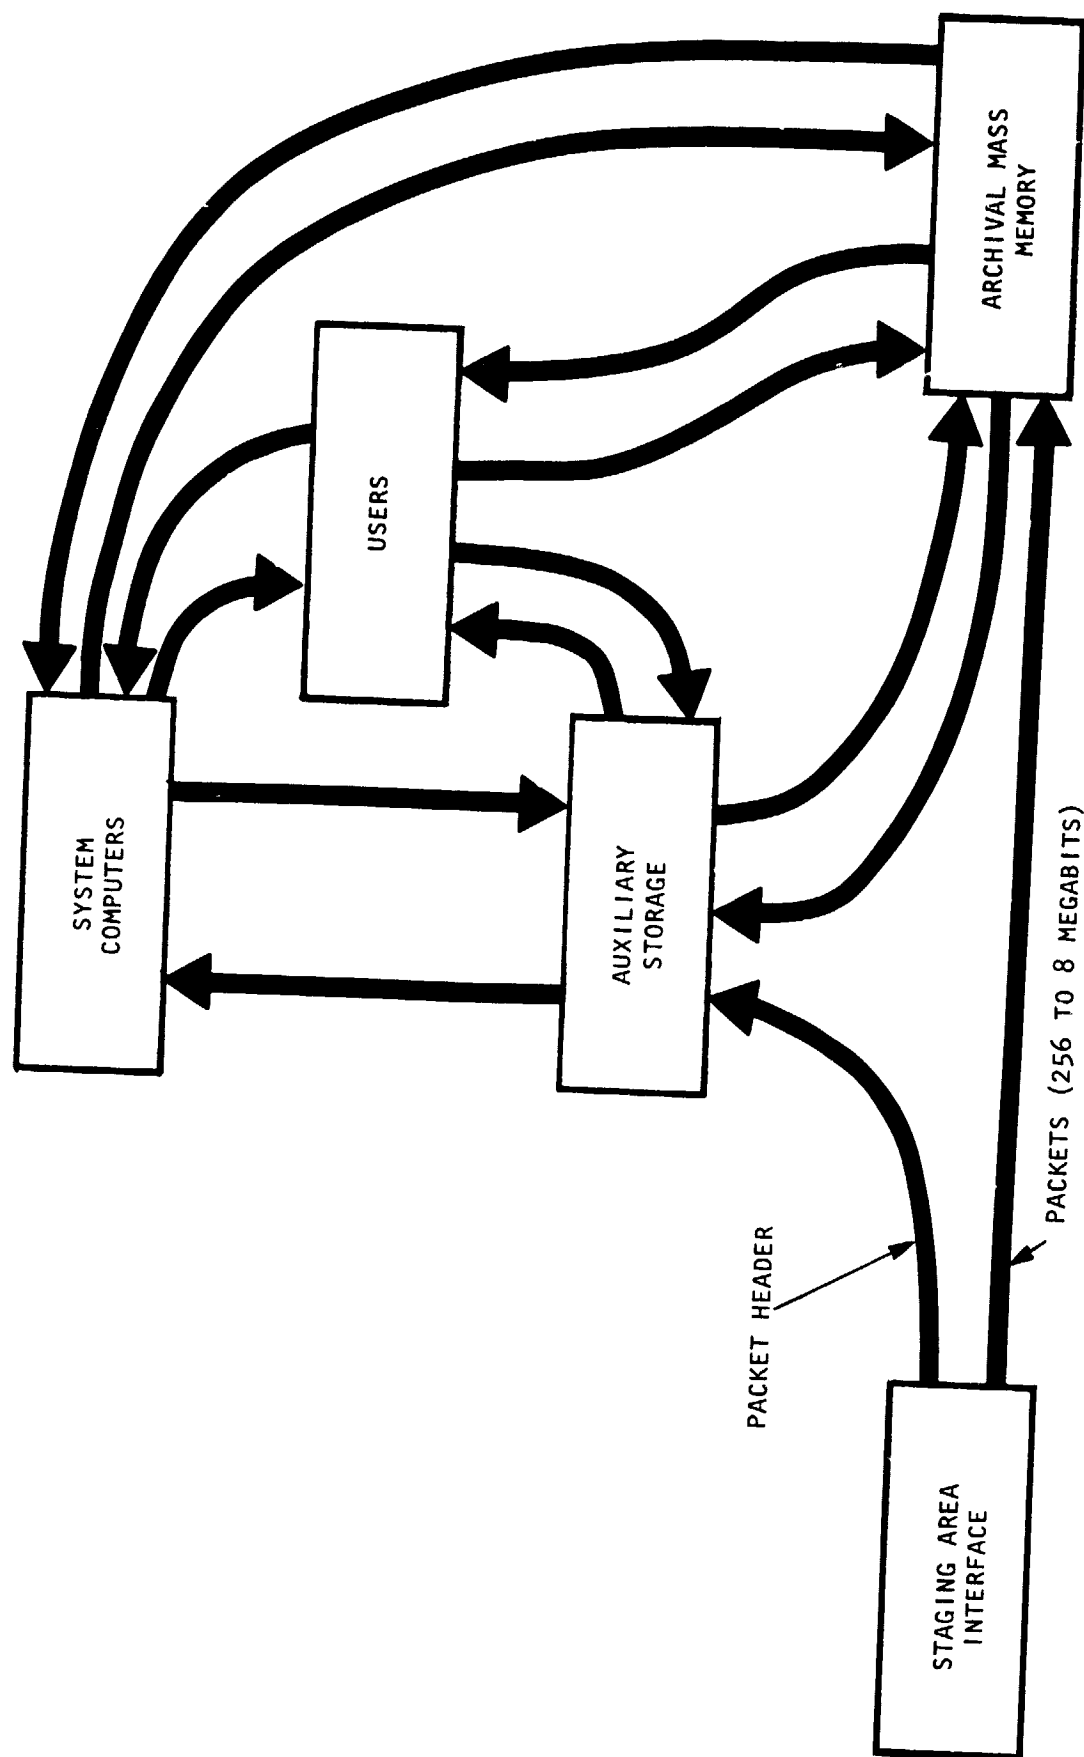 SYSTEM
COMPUTERS
USERS
AUXILIARY
STORAGE
ARCHIVAL MASS
MEMORY
PACKET HEADER
STAGING AREA
INTERFACE
PACKETS (256 TO 8 MEGABITS)